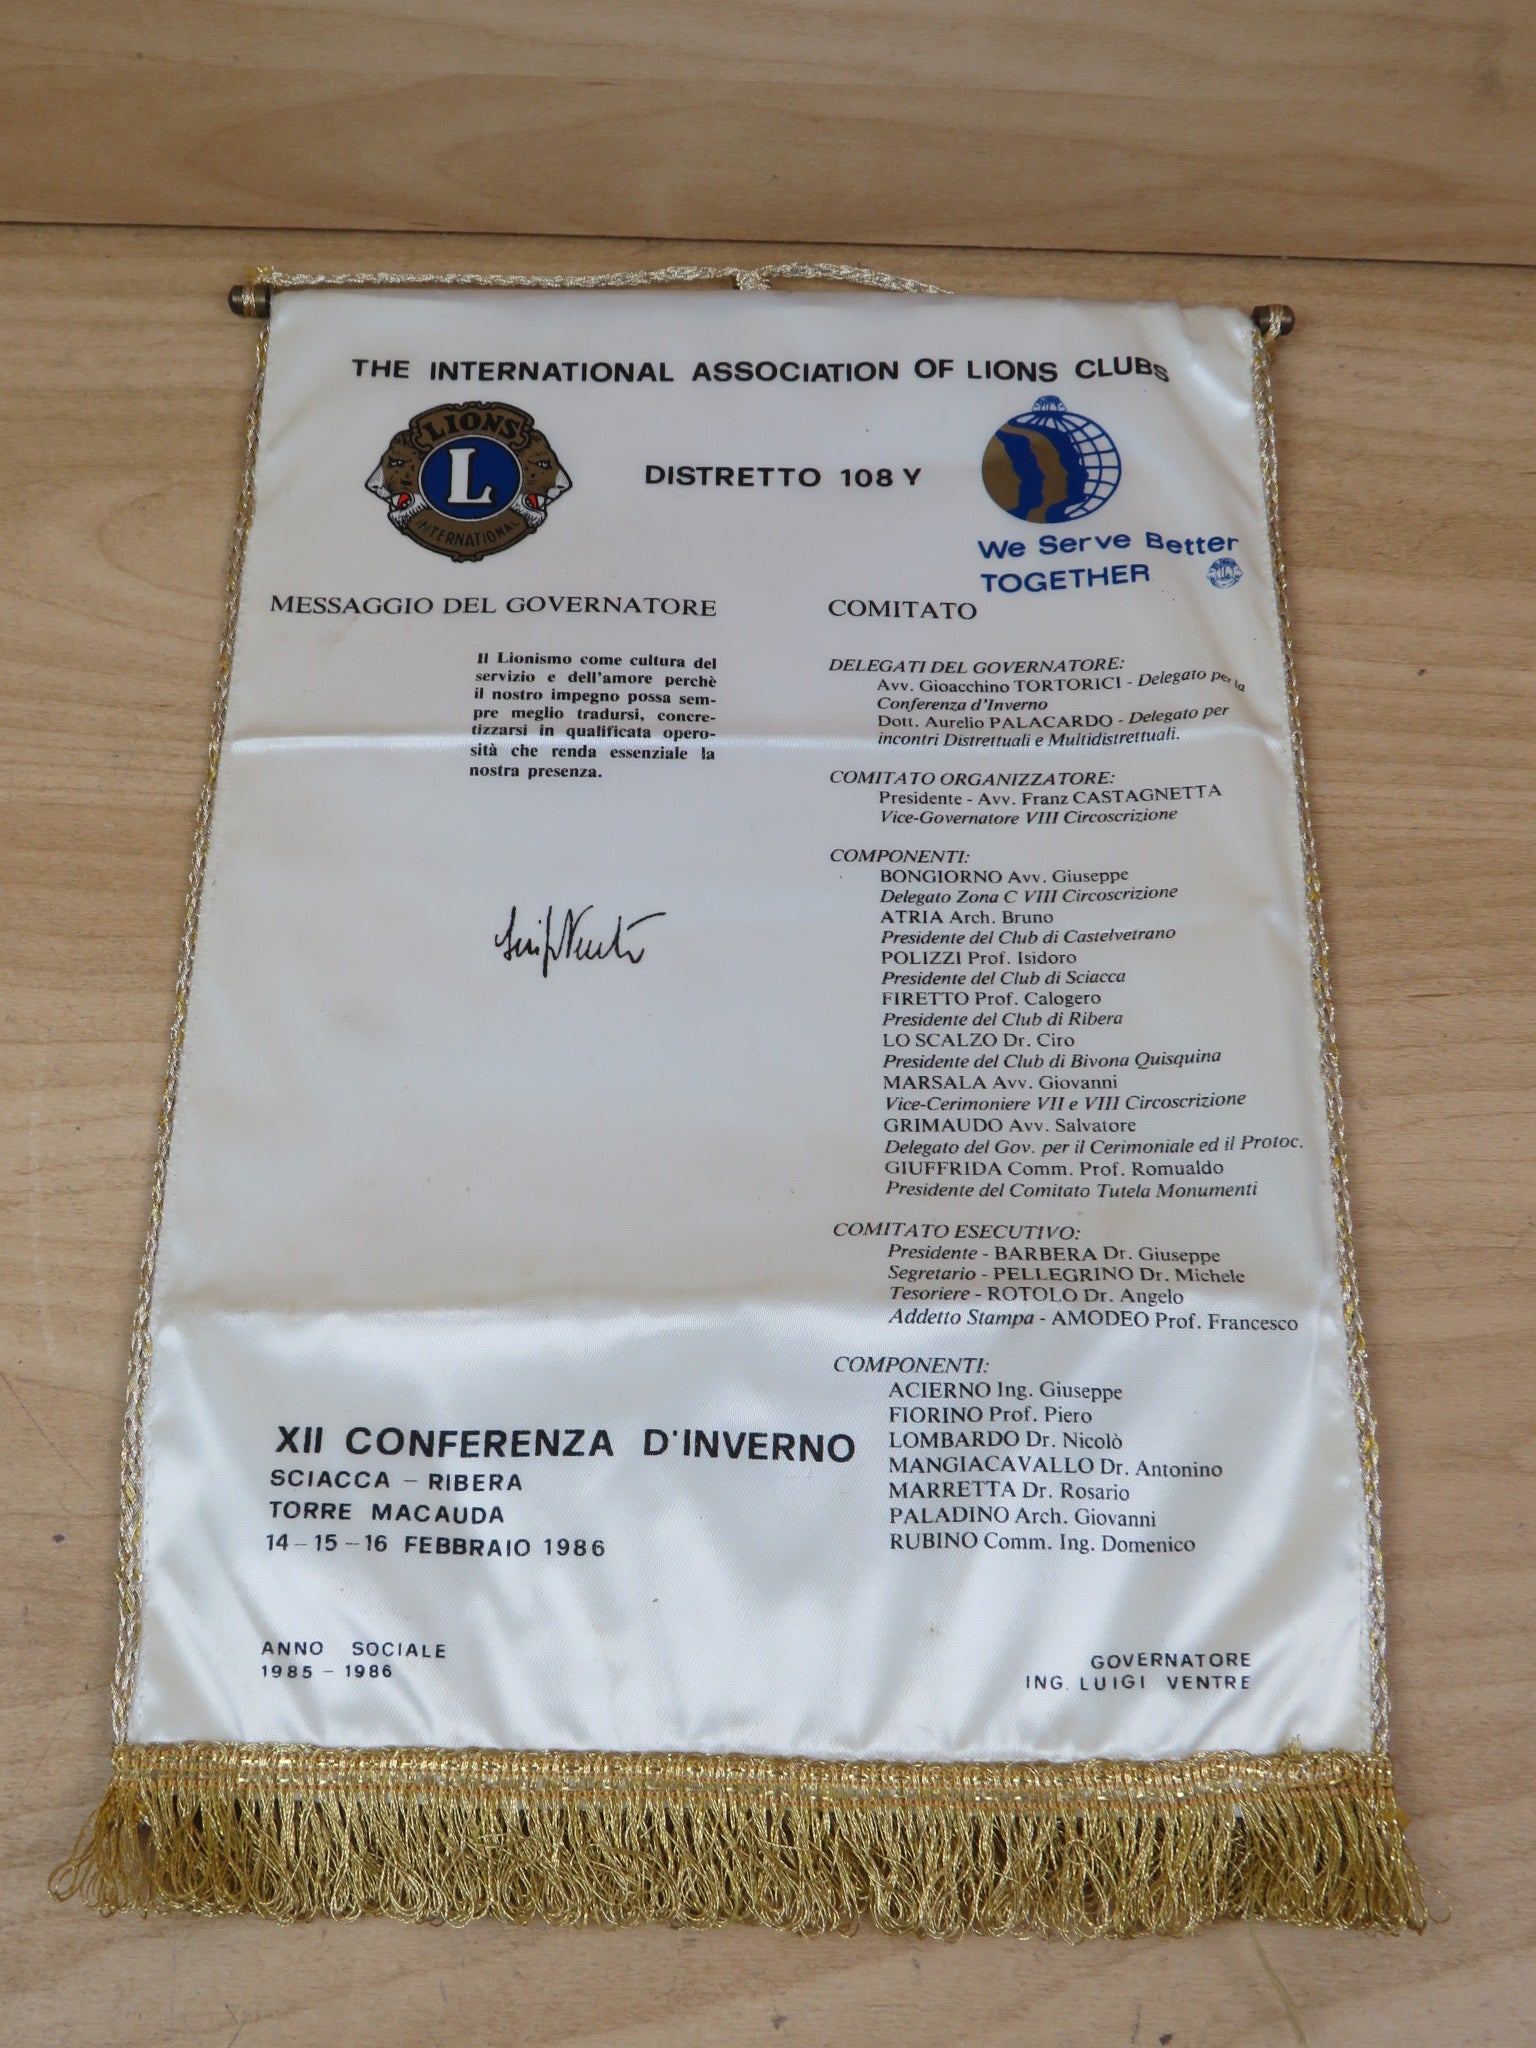 THE INTERNATIONAL ASSOCIATION OF LIONS CLUBS
LIONS
L
INTERNATIONAL
DISTRETTO 108 Y
We Serve Better
TOGETHER
MESSAGGIO DEL GOVERNATORE
Il Lionismo come cultura del
servizio e dell'amore perchè
il nostro impegno possa sem-
pre meglio tradursi, concre-
tizzarsi in qualificata opero-
sità che renda essenziale la
nostra presenza.
COMITATO
DELEGATI DEL GOVERNATORE:
Avv. Gioacchino TORTORICI - Delegato per la
Conferenza d'Inverno
Dott. Aurelio PALACARDO - Delegato per
incontri Distrettuali e Multidistrettuali.
COMITATO ORGANIZZATORE:
Presidente - Avv. Franz CASTAGNETTA
Vice-Governatore VIII Circoscrizione
COMPONENTI:
BONGIORNO Avv. Giuseppe
Delegato Zona C VIII Circoscrizione
ATRIA Arch. Bruno
Presidente del Club di Castelvetrano
POLIZZI Prof. Isidoro
Presidente del Club di Sciacca
FIRETTO Prof. Calogero
Presidente del Club di Ribera
LO SCALZO Dr. Ciro
Presidente del Club di Bivona Quisquina
MARSALA Avv. Giovanni
Vice-Cerimoniere VII e VIII Circoscrizione
GRIMAUDO Avv. Salvatore
Delegato del Gov. per il Cerimoniale ed il Protoc.
GIUFFRIDA Comm. Prof. Romualdo
Presidente del Comitato Tutela Monumenti
COMITATO ESECUTIVO:
Presidente - BARBERA Dr. Giuseppe
Segretario - PELLEGRINO Dr. Michele
Tesoriere - ROTOLO Dr. Angelo
Addetto Stampa - AMODEO Prof. Francesco
COMPONENTI:
ACIERNO Ing. Giuseppe
FIORINO Prof. Piero
LOMBARDO Dr. Nicolò
MANGIACAVALLO Dr. Antonino
MARRETTA Dr. Rosario
PALADINO Arch. Giovanni
RUBINO Comm. Ing. Domenico
XII CONFERENZA D'INVERNO
SCIACCA - RIBERA
TORRE MACAUDA
14-15-16 FEBBRAIO 1986
ANNO SOCIALE
1985 - 1986
GOVERNATORE
ING. LUIGI VENTRE